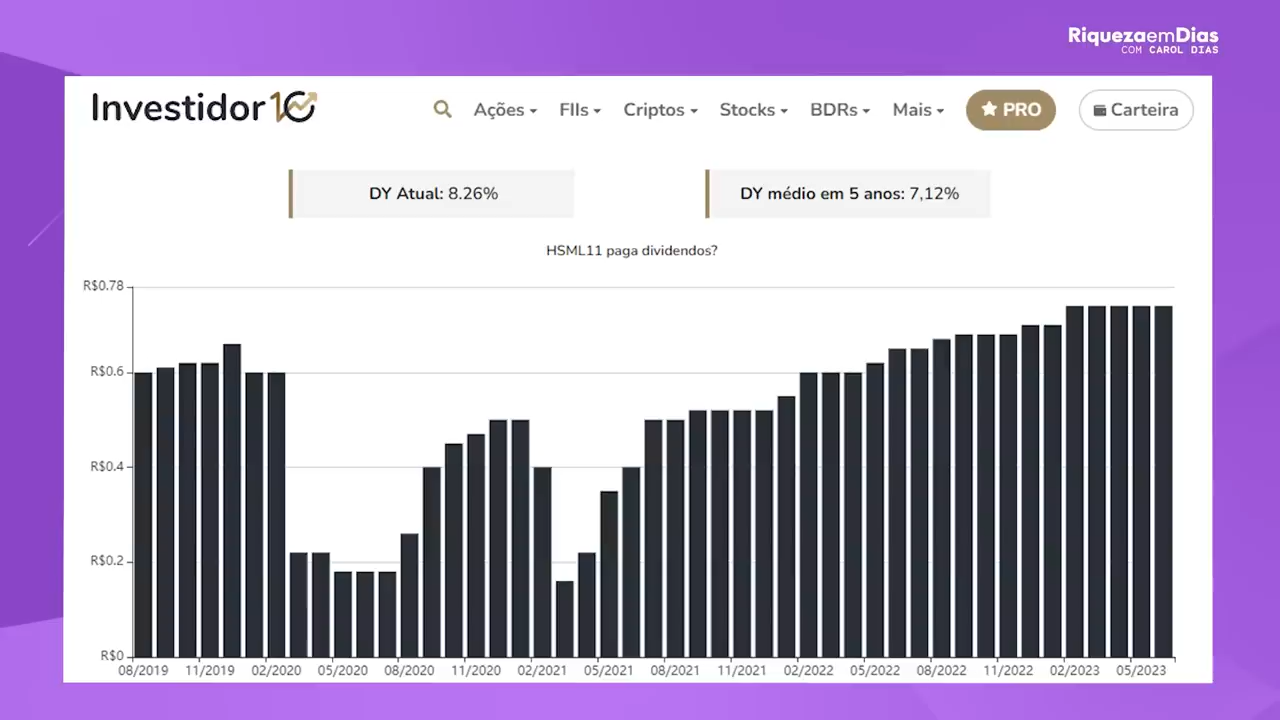 RiquezaemDias
COM CAROL DIAS
Investidor10
Ações
FIIs
Criptos
Stocks
BDRs
Mais
PRO
Carteira
DY Atual: 8.26%
DY médio em 5 anos: 7,12%
HSML11 paga dividendos?
R$0.78
R$0.6
R$0.4
R$0.2
R$0
08/2019 11/2019 02/2020 05/2020 08/2020 11/2020 02/2021 05/2021 08/2021 11/2021 02/2022 05/2022 08/2022 11/2022 02/2023 05/2023